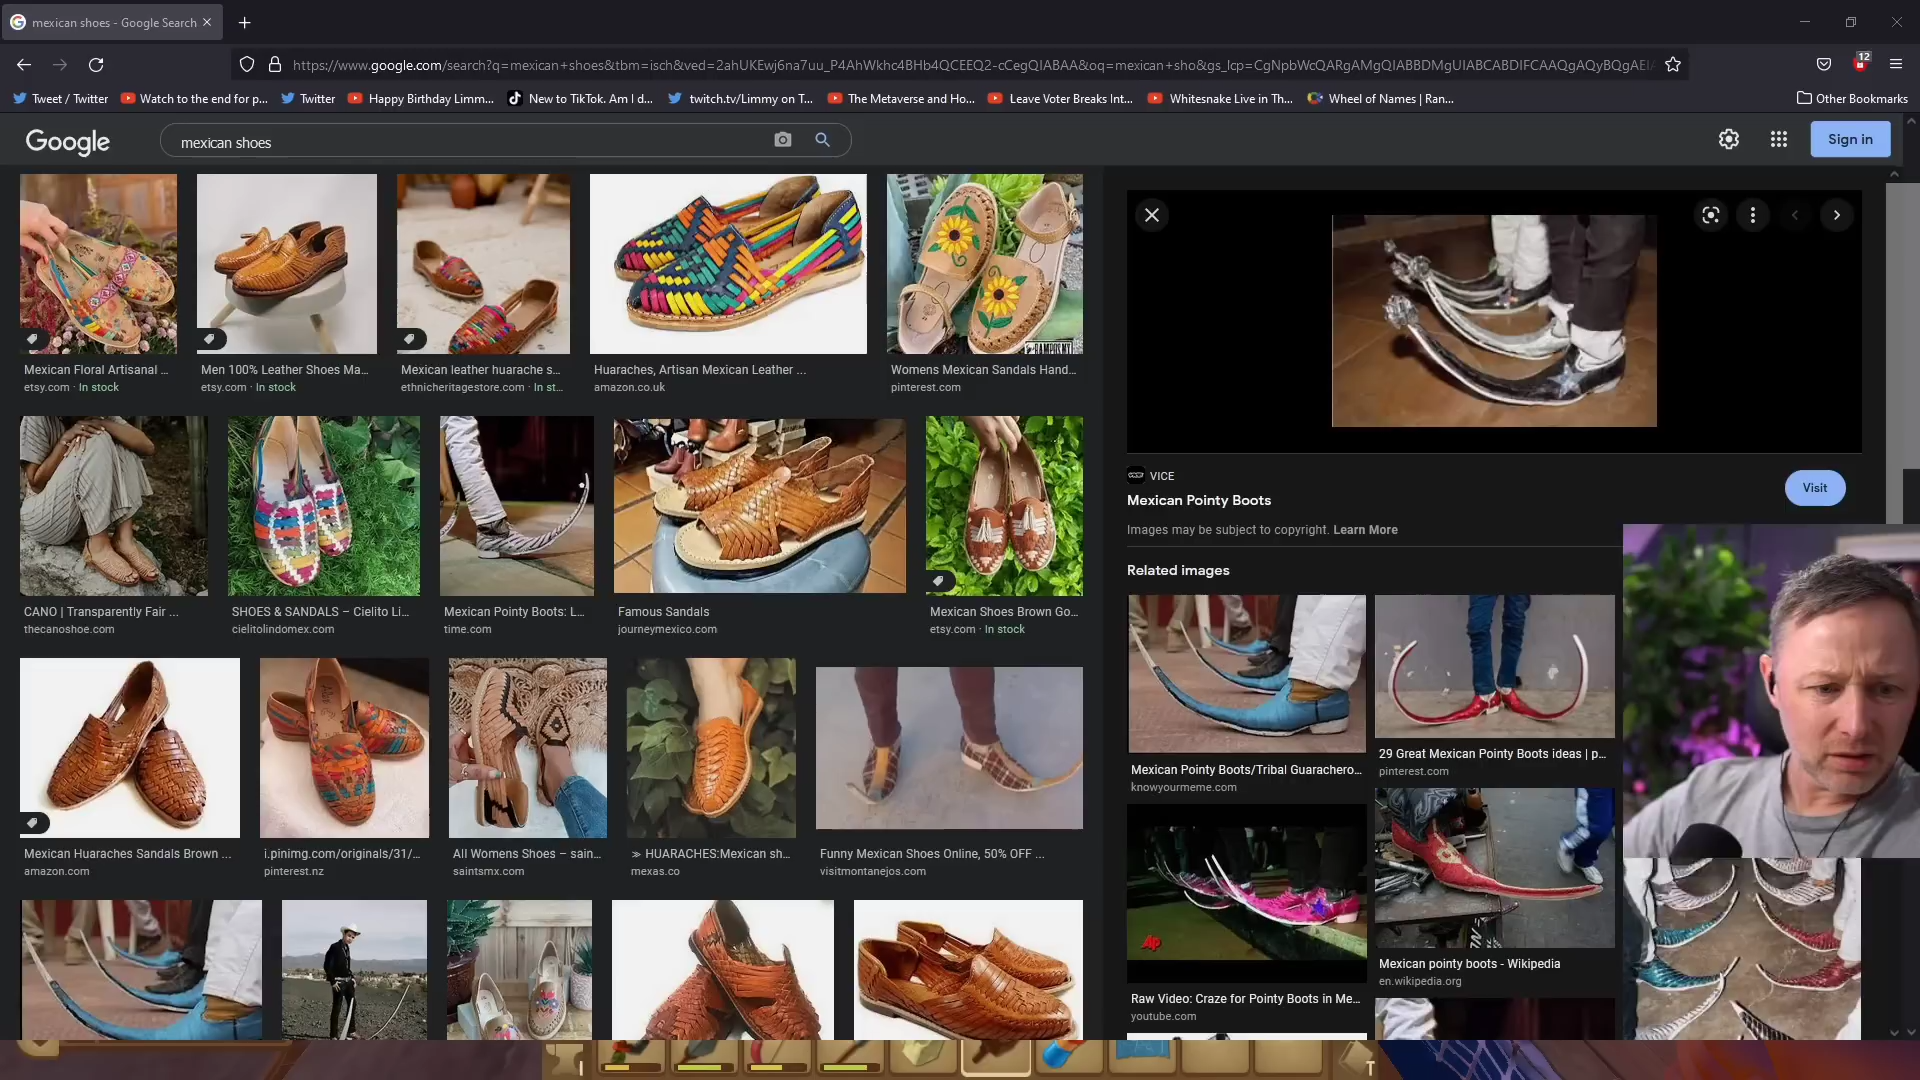 mexican shoes - Google Search
https://www.google.com/search?q=mexican+shoes&tbm=isch&ved=2ahUKEwj6na7uu_P4AhWkhc4BHb4QCEEQ2-cCegQIABAA&oq=mexican+sho&gs_lcp=CgNpbWcQARgAMgQIABBDMgUIABCABDIFCAAQgAQyBQgAEIA
12
Tweet / Twitter
Watch to the end for p...
Twitter
Happy Birthday Limm...
New to TikTok. Am I d...
twitch.tv/Limmy on T...
The Metaverse and Ho...
Leave Voter Breaks Int...
Whitesnake Live in Th...
Wheel of Names | Ran...
Other Bookmarks
Google
mexican shoes
Sign in
Mexican Floral Artisanal ...
etsy.com · In stock
Men 100% Leather Shoes Ma...
etsy.com · In stock
Mexican leather huarache s...
ethnicheritagestore.com · In st...
Huaraches, Artisan Mexican Leather ...
amazon.co.uk
Womens Mexican Sandals Hand...
pinterest.com
CANO | Transparently Fair ...
thecanoshoe.com
SHOES & SANDALS – Cielito Li...
cielitolindomex.com
Mexican Pointy Boots: L...
time.com
Famous Sandals
journeymexico.com
Mexican Shoes Brown Go...
etsy.com · In stock
Mexican Huaraches Sandals Brown ...
amazon.com
i.pinimg.com/originals/31/...
pinterest.nz
All Womens Shoes – sain...
saintsmx.com
≫ HUARACHES:Mexican sh...
mexas.co
Funny Mexican Shoes Online, 50% OFF ...
visitmontanejos.com
VICE
Mexican Pointy Boots
Visit
Images may be subject to copyright. Learn More
Related images
Mexican Pointy Boots/Tribal Guarachero...
knowyourmeme.com
29 Great Mexican Pointy Boots ideas | p...
pinterest.com
AP
Raw Video: Craze for Pointy Boots in Me...
youtube.com
Mexican pointy boots - Wikipedia
en.wikipedia.org
I
T